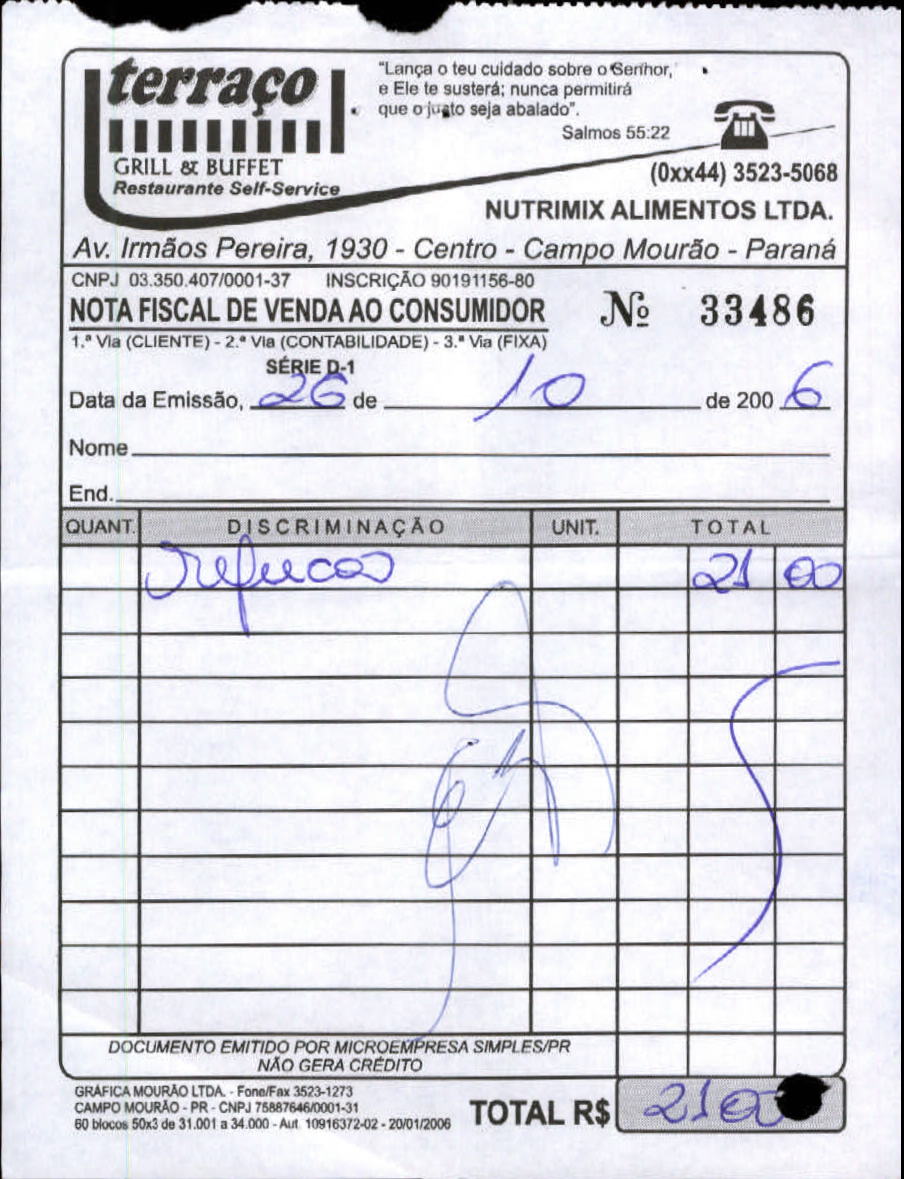 terraço
GRILL & BUFFET
Restaurante Self-Service
"Lança o teu cuidado sobre o Senhor,
e Ele te susterá; nunca permitirá
que o justo seja abalado".
Salmos 55:22
(0xx44) 3523-5068
NUTRIMIX ALIMENTOS LTDA.
Av. Irmãos Pereira, 1930 - Centro - Campo Mourão - Paraná
CNPJ 03.350.407/0001-37 INSCRIÇÃO 90191156-80
NOTA FISCAL DE VENDA AO CONSUMIDOR Nº 33486
1.ª Via (CLIENTE) - 2.ª Via (CONTABILIDADE) - 3.ª Via (FIXA)
SÉRIE D-1
Data da Emissão, 26 de 10 de 2006
Nome
End.
QUANT. DISCRIMINAÇÃO UNIT. TOTAL
21 00
DOCUMENTO EMITIDO POR MICROEMPRESA SIMPLES/PR
NÃO GERA CRÉDITO
GRÁFICA MOURÃO LTDA. - Fone/Fax 3523-1273
CAMPO MOURÃO - PR - CNPJ 75887646/0001-31
60 blocos 50x3 de 31.001 a 34.000 - Aut. 10916372-02 - 20/01/2006
TOTAL R$ 21 00